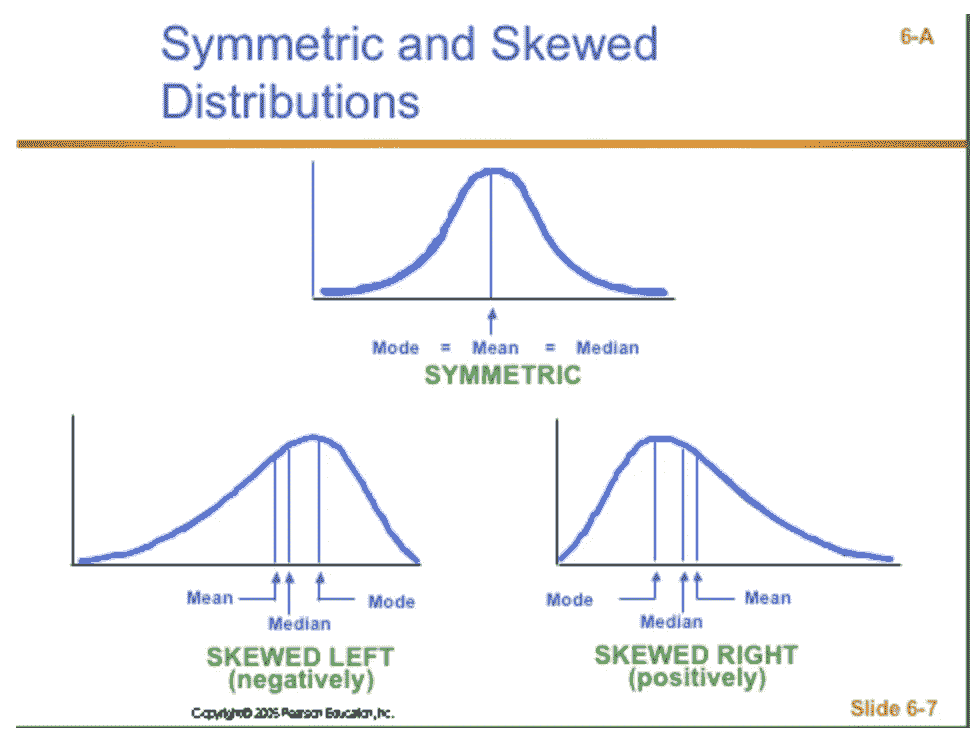 Symmetric and Skewed
Distributions
6-A
Mode = Mean = Median
SYMMETRIC
Mean
Median
Mode
SKEWED LEFT
(negatively)
Mode
Median
Mean
SKEWED RIGHT
(positively)
Copyright© 2005 Pearson Education, Inc.
Slide 6-7